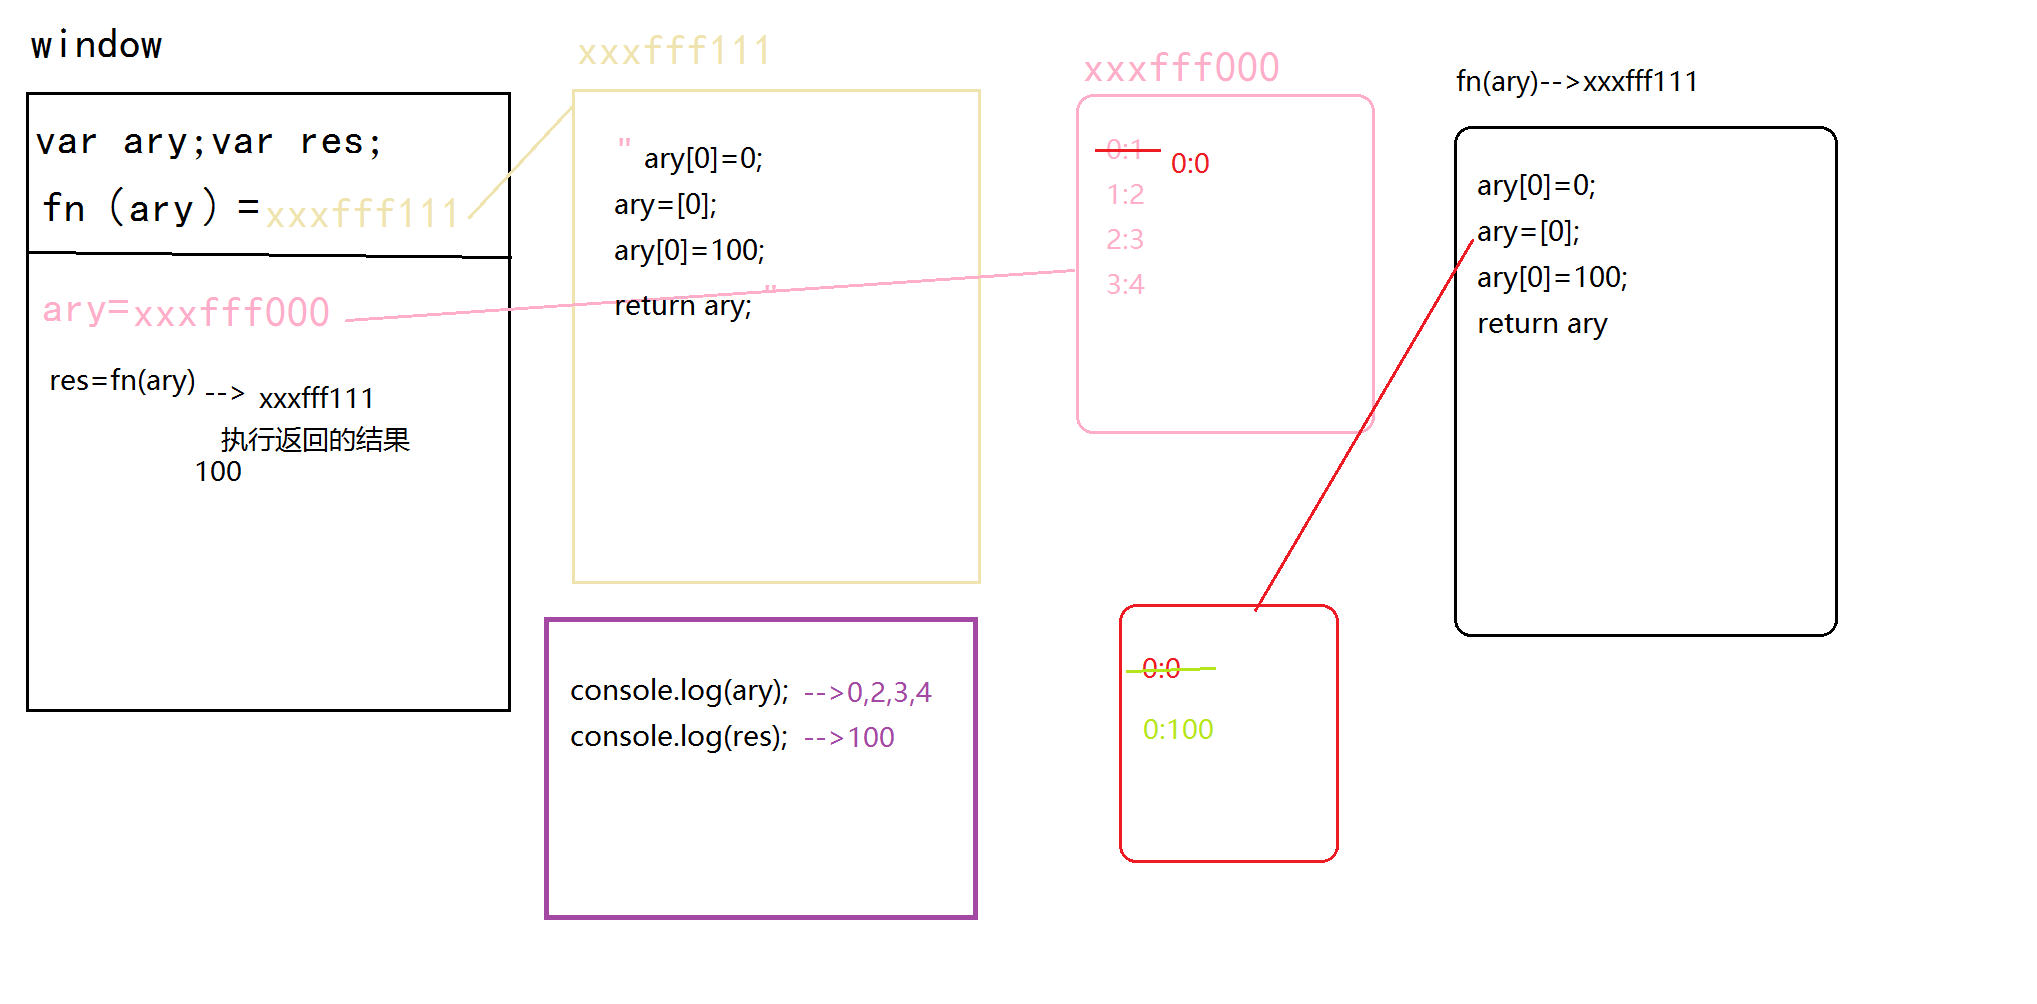 window
var ary;var res;
fn（ary）=xxxfff111
ary=xxxfff000
res=fn(ary) --> xxxfff111
执行返回的结果
100
xxxfff111
" ary[0]=0;
ary=[0];
ary[0]=100;
return ary; "
xxxfff000
0:1 0:0
1:2
2:3
3:4
fn(ary)-->xxxfff111
ary[0]=0;
ary=[0];
ary[0]=100;
return ary
console.log(ary); -->0,2,3,4
console.log(res); -->100
0:0
0:100